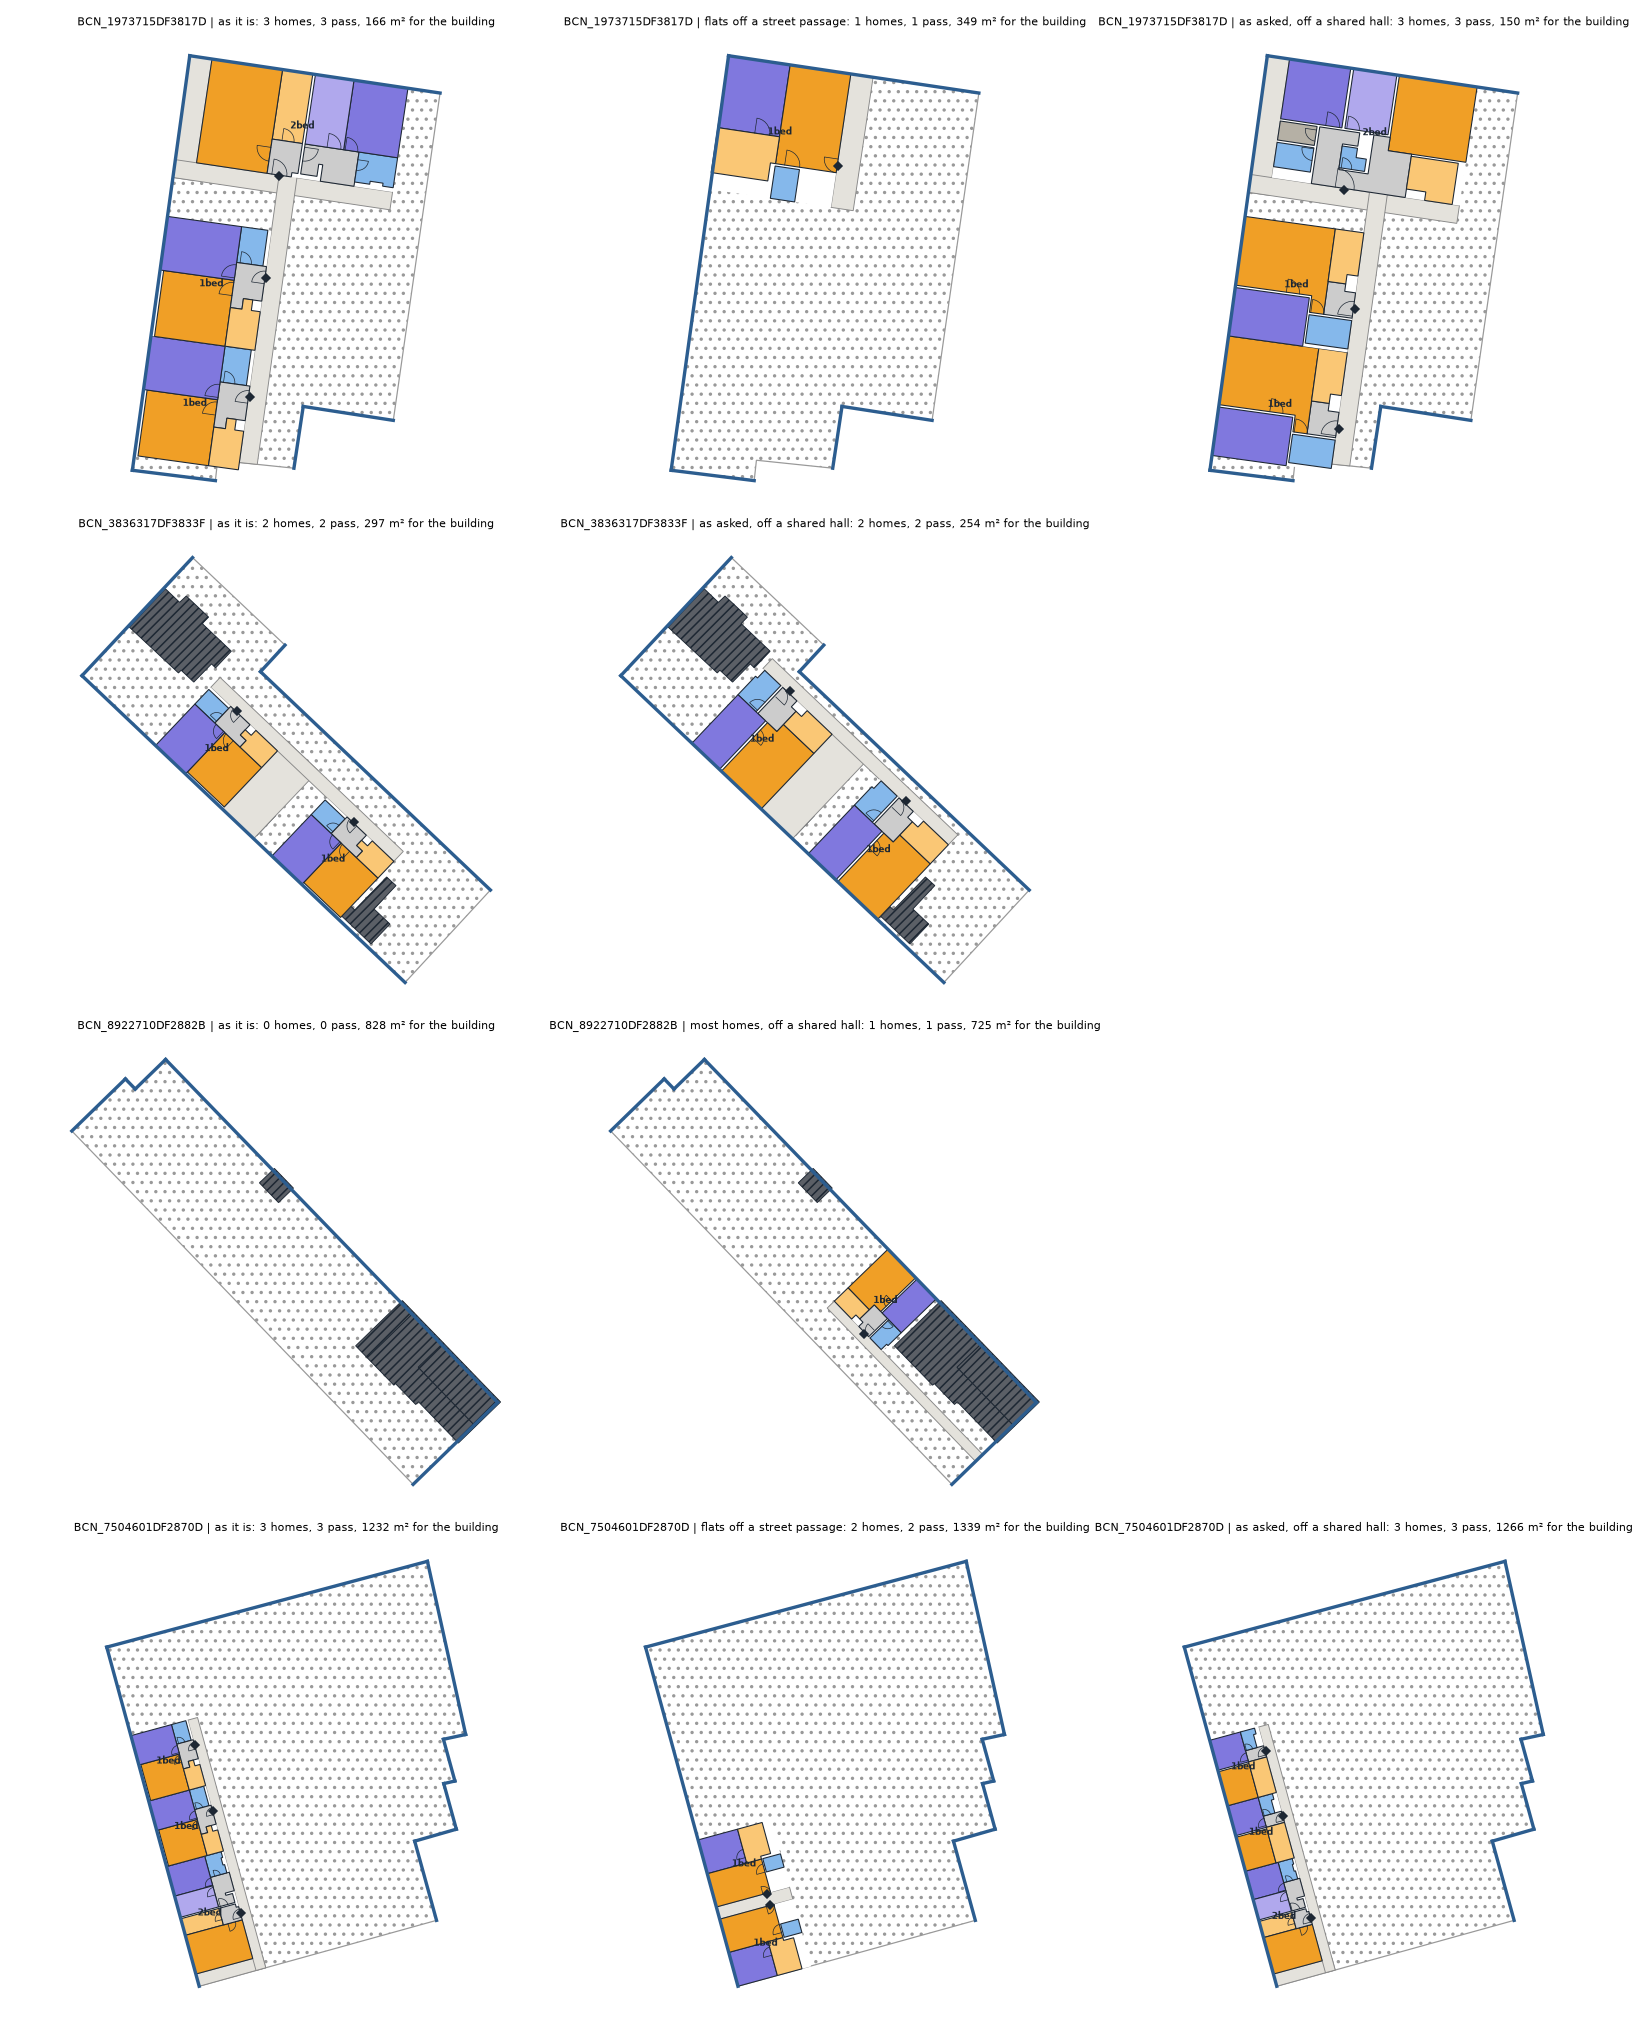 BCN_1973715DF3817D | as it is: 3 homes, 3 pass, 166 m² for the building
BCN_1973715DF3817D | flats off a street passage: 1 homes, 1 pass, 349 m² for the building
BCN_1973715DF3817D | as asked, off a shared hall: 3 homes, 3 pass, 150 m² for the building
2bed
1bed
2bed
1bed
1bed
1bed
1bed
BCN_3836317DF3833F | as it is: 2 homes, 2 pass, 297 m² for the building
BCN_3836317DF3833F | as asked, off a shared hall: 2 homes, 2 pass, 254 m² for the building
1bed
1bed
1bed
1bed
BCN_8922710DF2882B | as it is: 0 homes, 0 pass, 828 m² for the building
BCN_8922710DF2882B | most homes, off a shared hall: 1 homes, 1 pass, 725 m² for the building
1bed
BCN_7504601DF2870D | as it is: 3 homes, 3 pass, 1232 m² for the building
BCN_7504601DF2870D | flats off a street passage: 2 homes, 2 pass, 1339 m² for the building
BCN_7504601DF2870D | as asked, off a shared hall: 3 homes, 3 pass, 1266 m² for the building
1bed
1bed
1bed
1bed
1bed
2bed
1bed
2bed